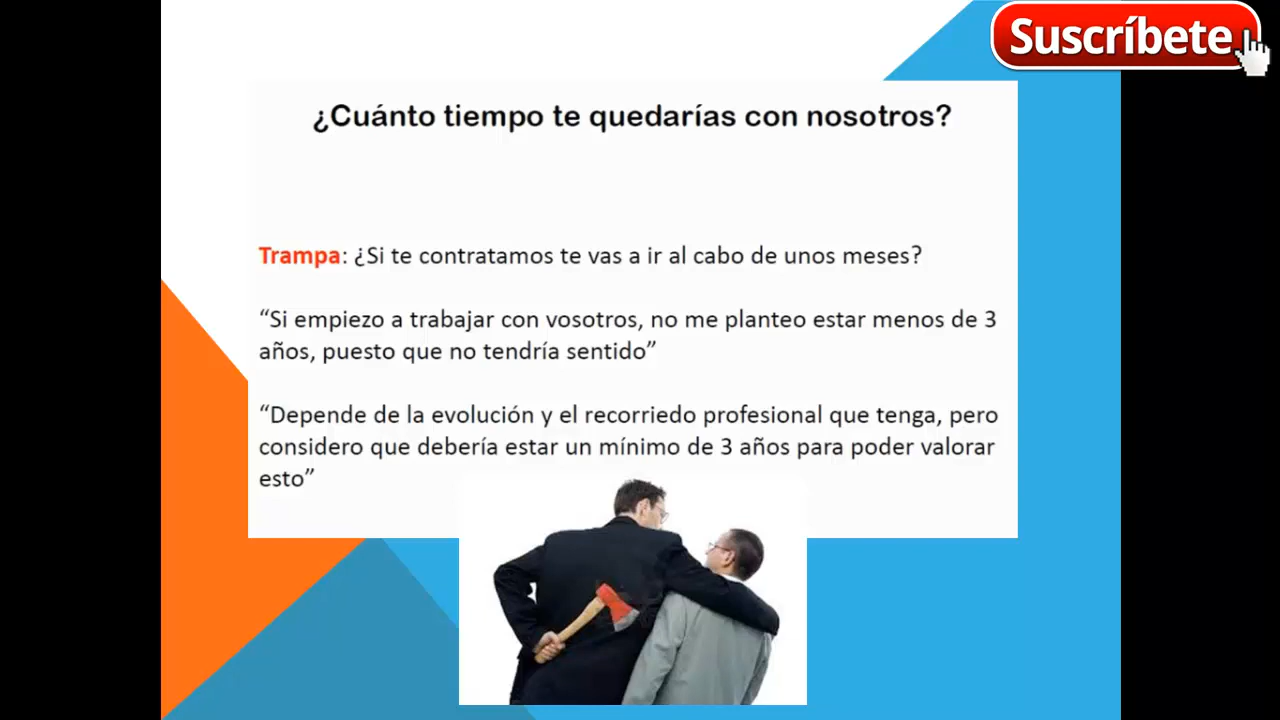 Suscríbete
¿Cuánto tiempo te quedarías con nosotros?
Trampa: ¿Si te contratamos te vas a ir al cabo de unos meses?
“Si empiezo a trabajar con vosotros, no me planteo estar menos de 3
años, puesto que no tendría sentido”
“Depende de la evolución y el recorriedo profesional que tenga, pero
considero que debería estar un mínimo de 3 años para poder valorar
esto”